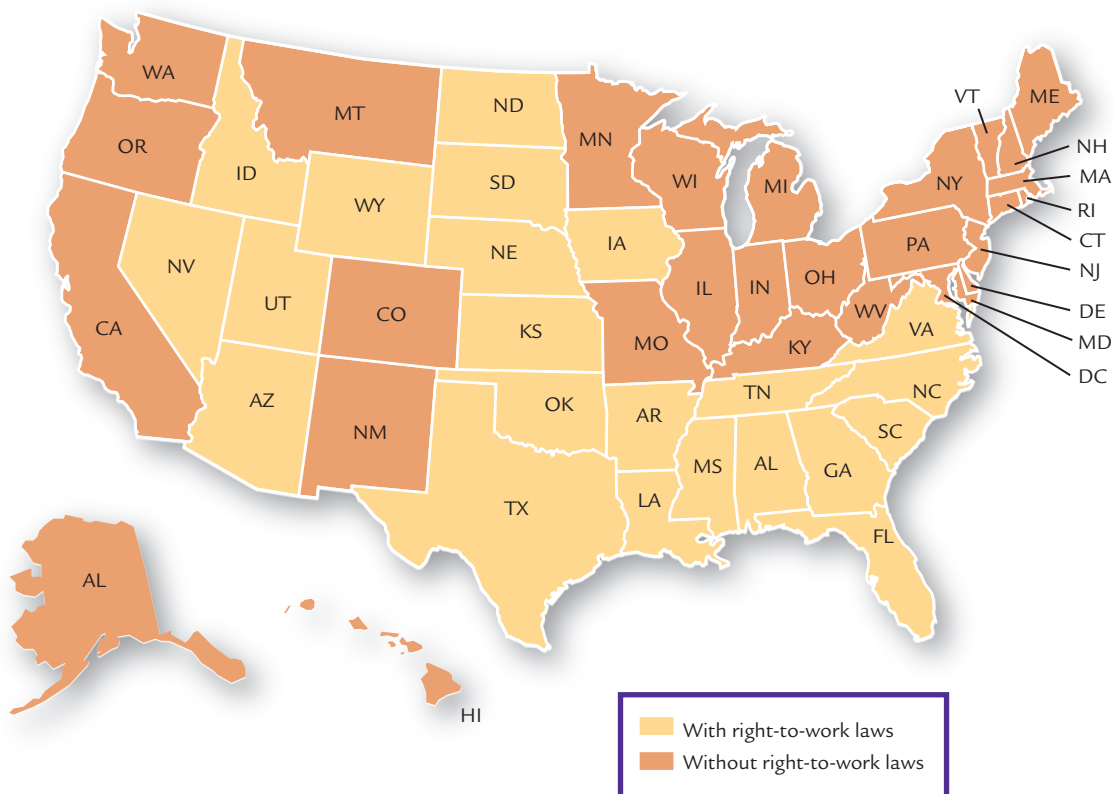 WA
OR
CA
ID
NV
MT
WY
UT
AZ
CO
NM
ND
SD
NE
KS
OK
TX
MN
IA
MO
AR
LA
WI
IL
MI
IN
OH
KY
TN
MS
AL
GA
FL
SC
NC
VA
WV
PA
NY
VT
ME
NH
MA
RI
CT
NJ
DE
MD
DC
AL
HI
With right-to-work laws
Without right-to-work laws